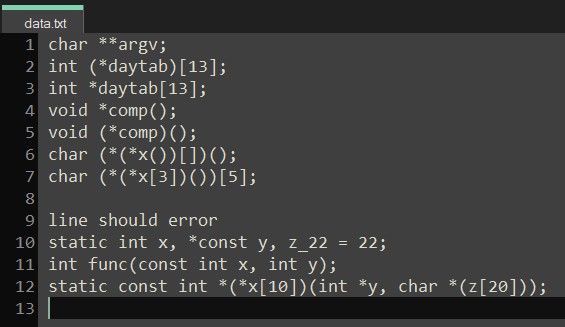 data.txt
1 char **argv;
2 int (*daytab)[13];
3 int *daytab[13];
4 void *comp();
5 void (*comp)();
6 char (*(*x())[])();
7 char (*(*x[3])())[5];
8
9 line should error
10 static int x, *const y, z_22 = 22;
11 int func(const int x, int y);
12 static const int *(*x[10])(int *y, char *(z[20]));
13